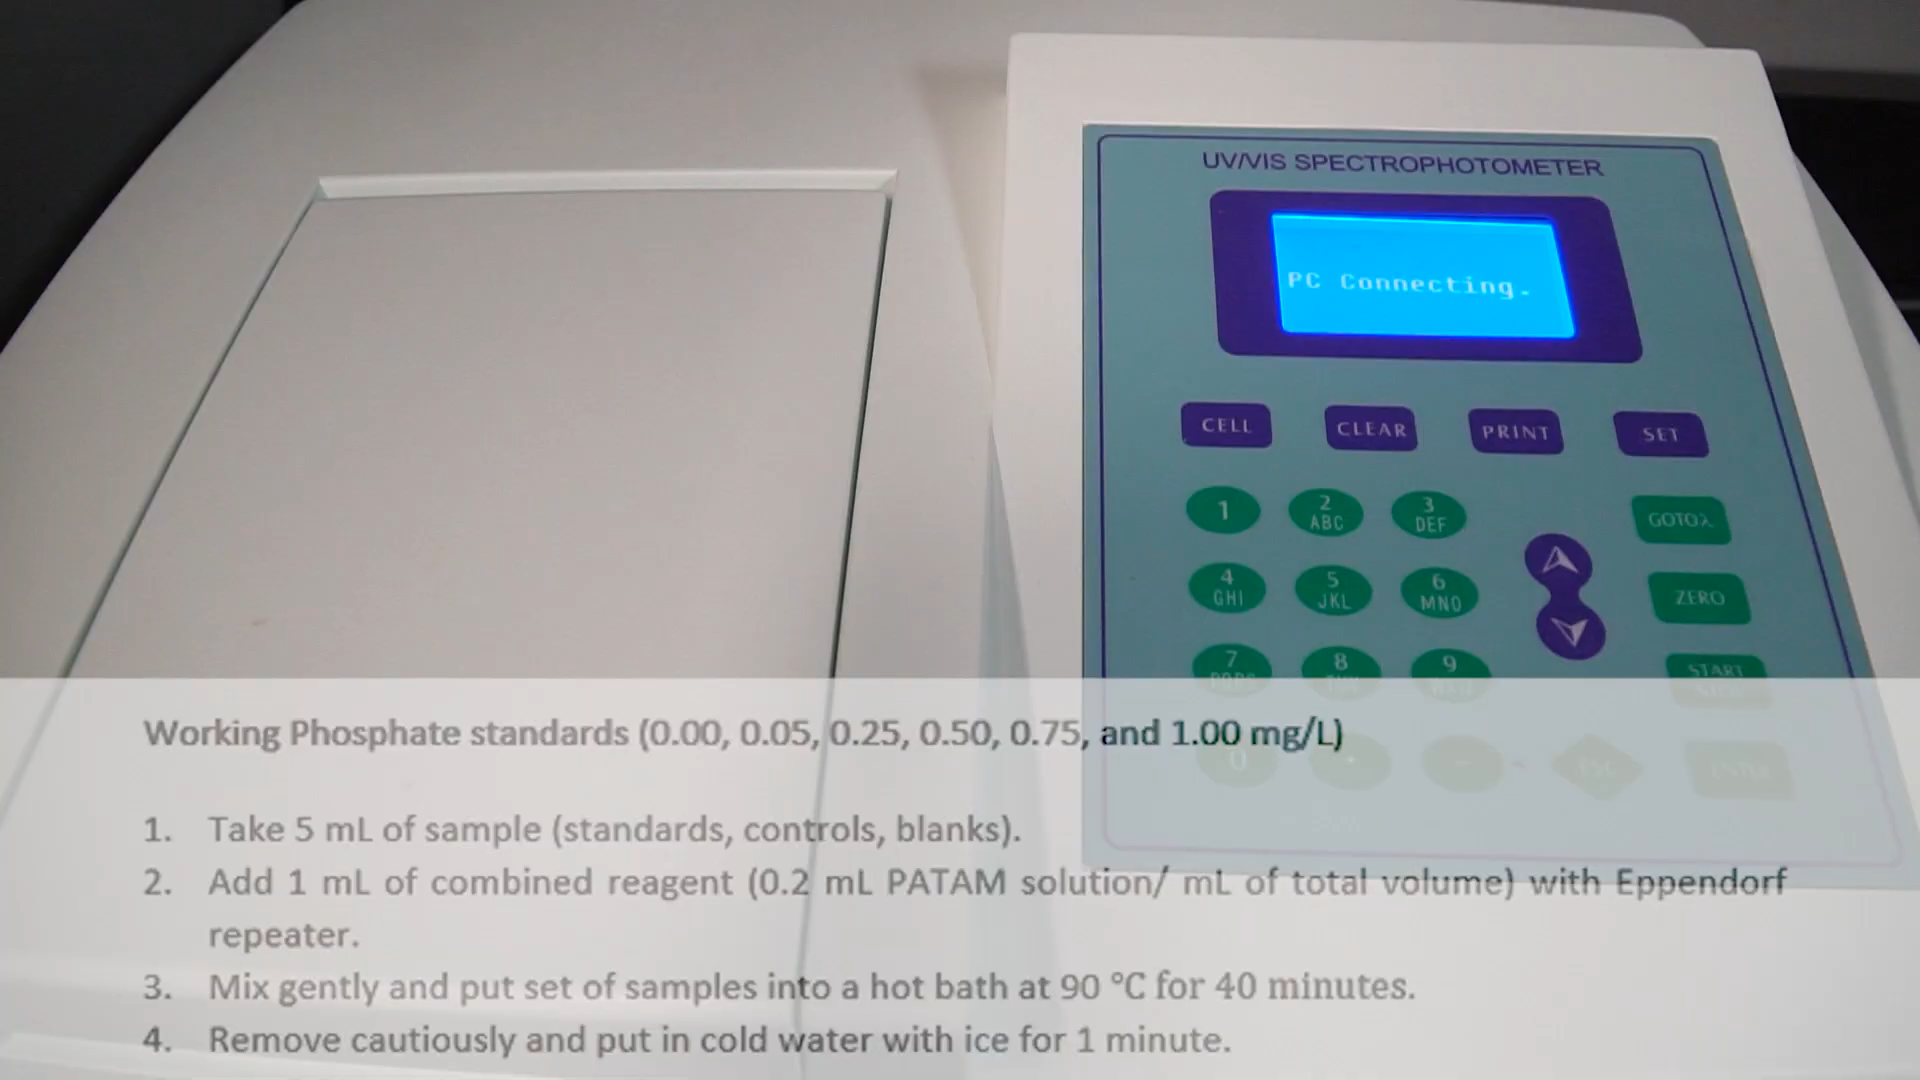 UV/VIS SPECTROPHOTOMETER
PC Connecting.
CELL CLEAR PRINT SET
1 2 ABC 3 DEF GOTOλ
4 GHI 5 JKL 6 MNO ZERO
7 8 9 START
Working Phosphate standards (0.00, 0.05, 0.25, 0.50, 0.75, and 1.00 mg/L)
0 . - ESC ENTER
1. Take 5 mL of sample (standards, controls, blanks).
2. Add 1 mL of combined reagent (0.2 mL PATAM solution/ mL of total volume) with Eppendorf
repeater.
3. Mix gently and put set of samples into a hot bath at 90 °C for 40 minutes.
4. Remove cautiously and put in cold water with ice for 1 minute.